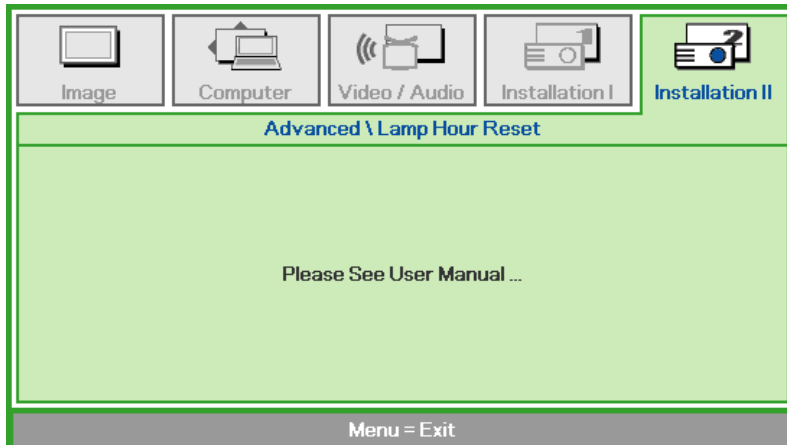 Image
Computer
Video / Audio
Installation I
Installation II
Advanced \ Lamp Hour Reset
Please See User Manual ...
Menu = Exit